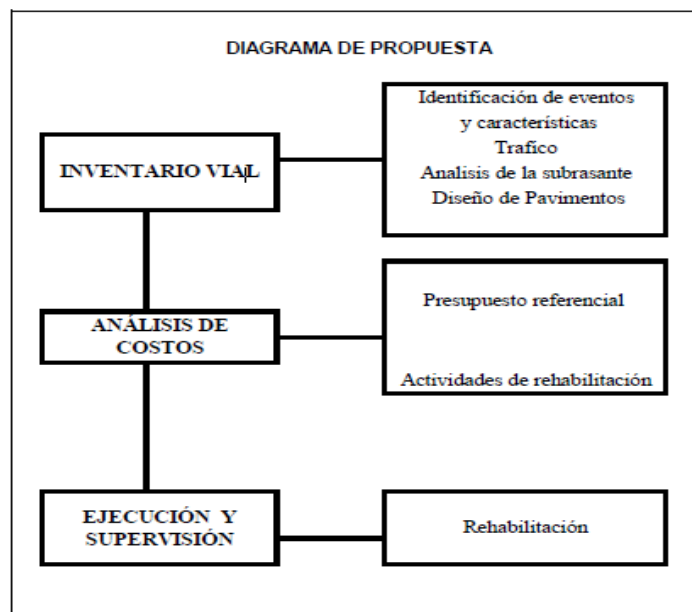 DIAGRAMA DE PROPUESTA
INVENTARIO VIAL
Identificación de eventos
y características
Trafico
Analisis de la subrasante
Diseño de Pavimentos
ANÁLISIS DE
COSTOS
Presupuesto referencial
Actividades de rehabilitación
EJECUCIÓN Y
SUPERVISIÓN
Rehabilitación